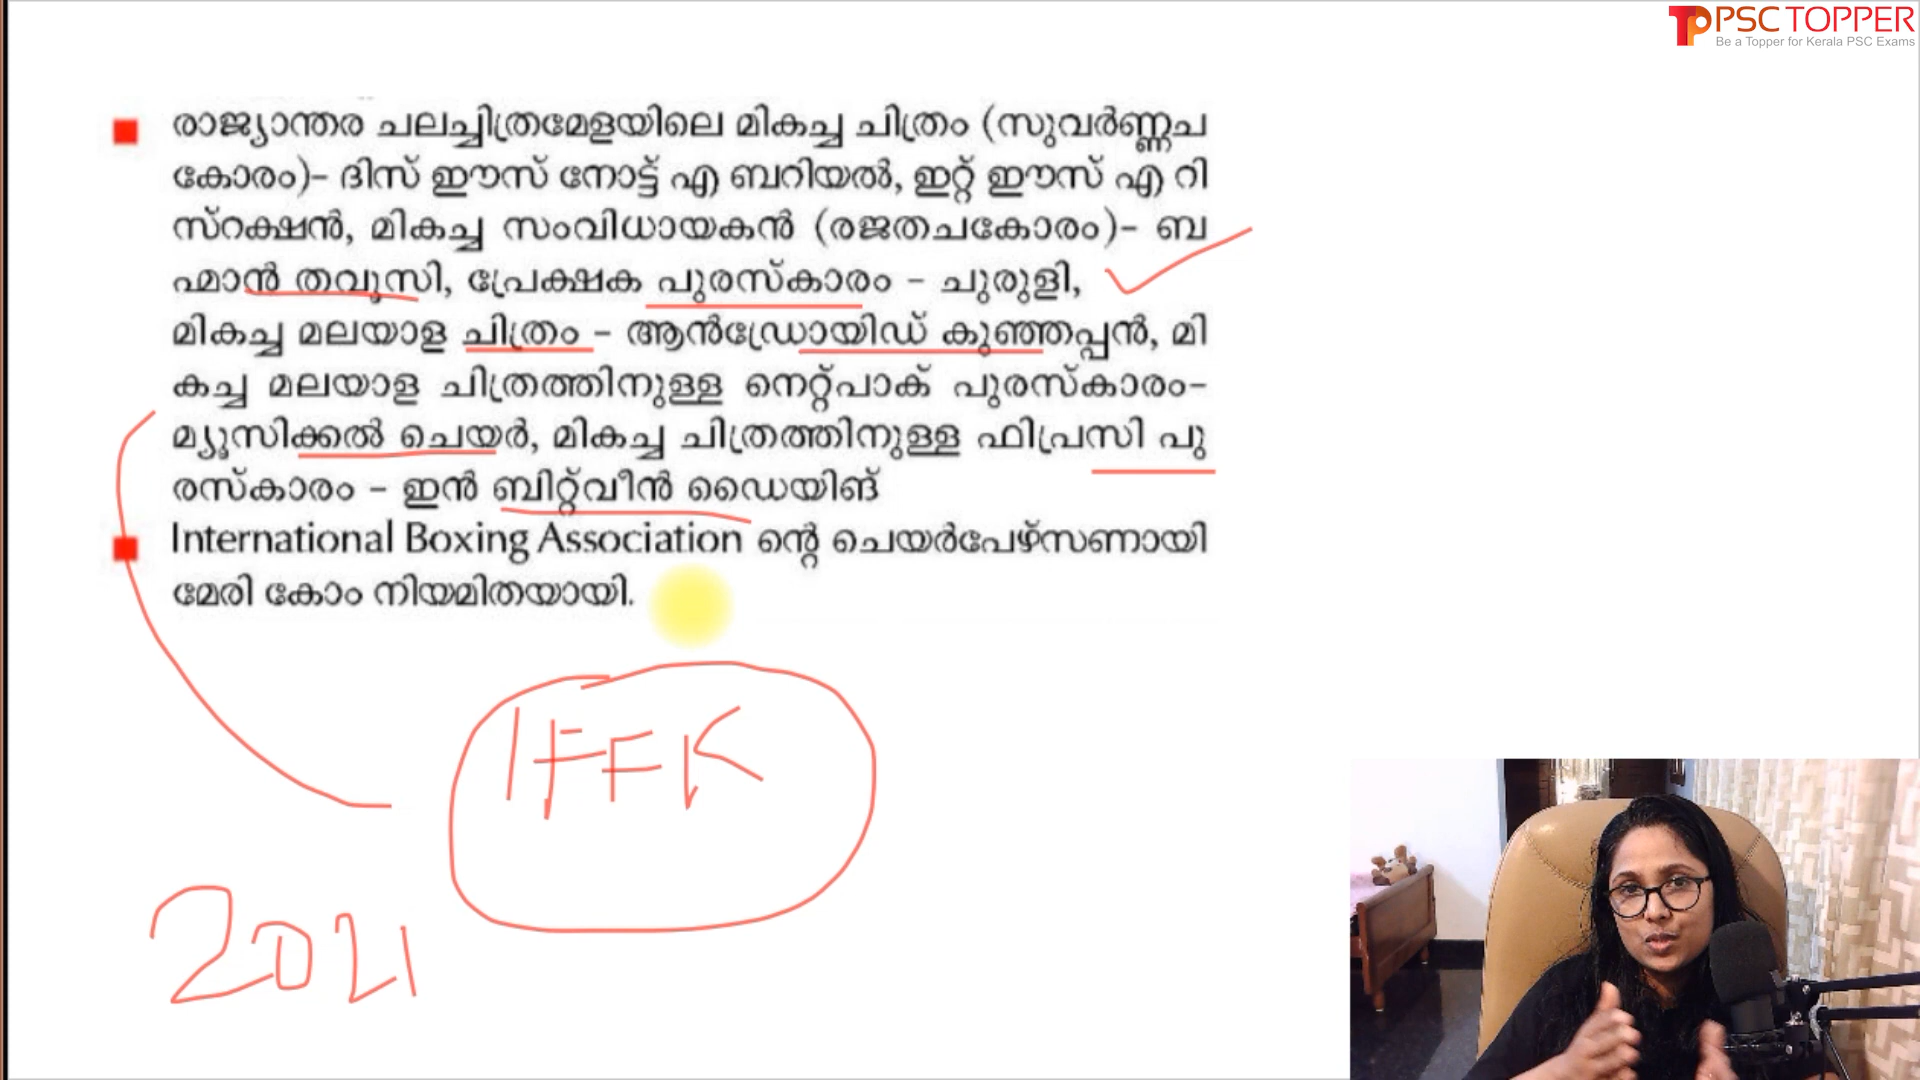 PSC TOPPER
Be a Topper for Kerala PSC Exams
രാജ്യാന്തര ചലച്ചിത്രമേളയിലെ മികച്ച ചിത്രം (സുവർണ്ണച
കോരം)- ദിസ് ഈസ് നോട്ട് എ ബറിയൽ, ഇറ്റ് ഈസ് എ റി
സ്റക്ഷൻ, മികച്ച സംവിധായകൻ (രജതചകോരം)- ബ
ഹ്മാൻ തവൂസി, പ്രേക്ഷക പുരസ്കാരം - ചുരുളി,
മികച്ച മലയാള ചിത്രം - ആൻഡ്രോയിഡ് കുഞ്ഞപ്പൻ, മി
കച്ച മലയാള ചിത്രത്തിനുള്ള നെറ്റ്പാക് പുരസ്കാരം-
മ്യൂസിക്കൽ ചെയർ, മികച്ച ചിത്രത്തിനുള്ള ഫിപ്രസി പു
രസ്കാരം - ഇൻ ബിറ്റ്വീൻ ഡൈയിങ്
International Boxing Association ന്റെ ചെയർപേഴ്സണായി
മേരി കോം നിയമിതയായി.
IFFK
2021